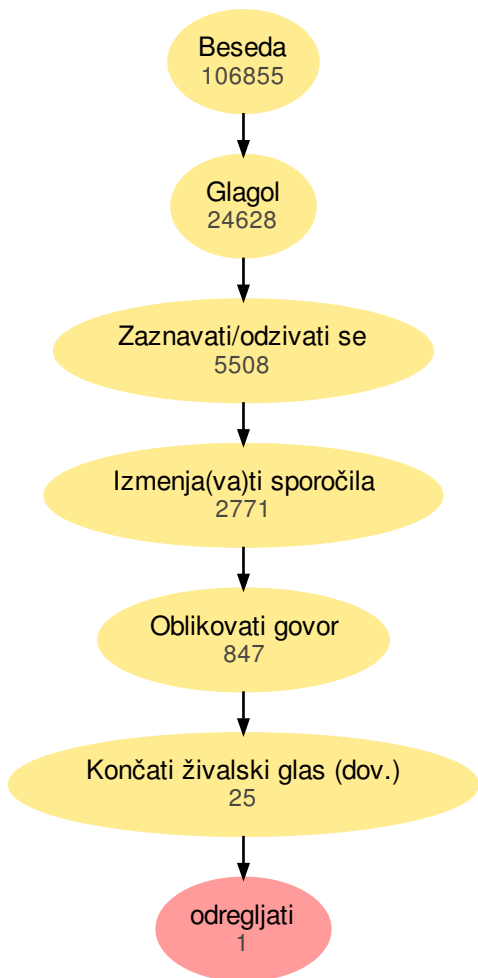 Beseda
106855
Glagol
24628
Zaznavati/odzivati se
5508
Izmenja(va)ti sporočila
2771
Oblikovati govor
847
Končati živalski glas (dov.)
25
odregljati
1